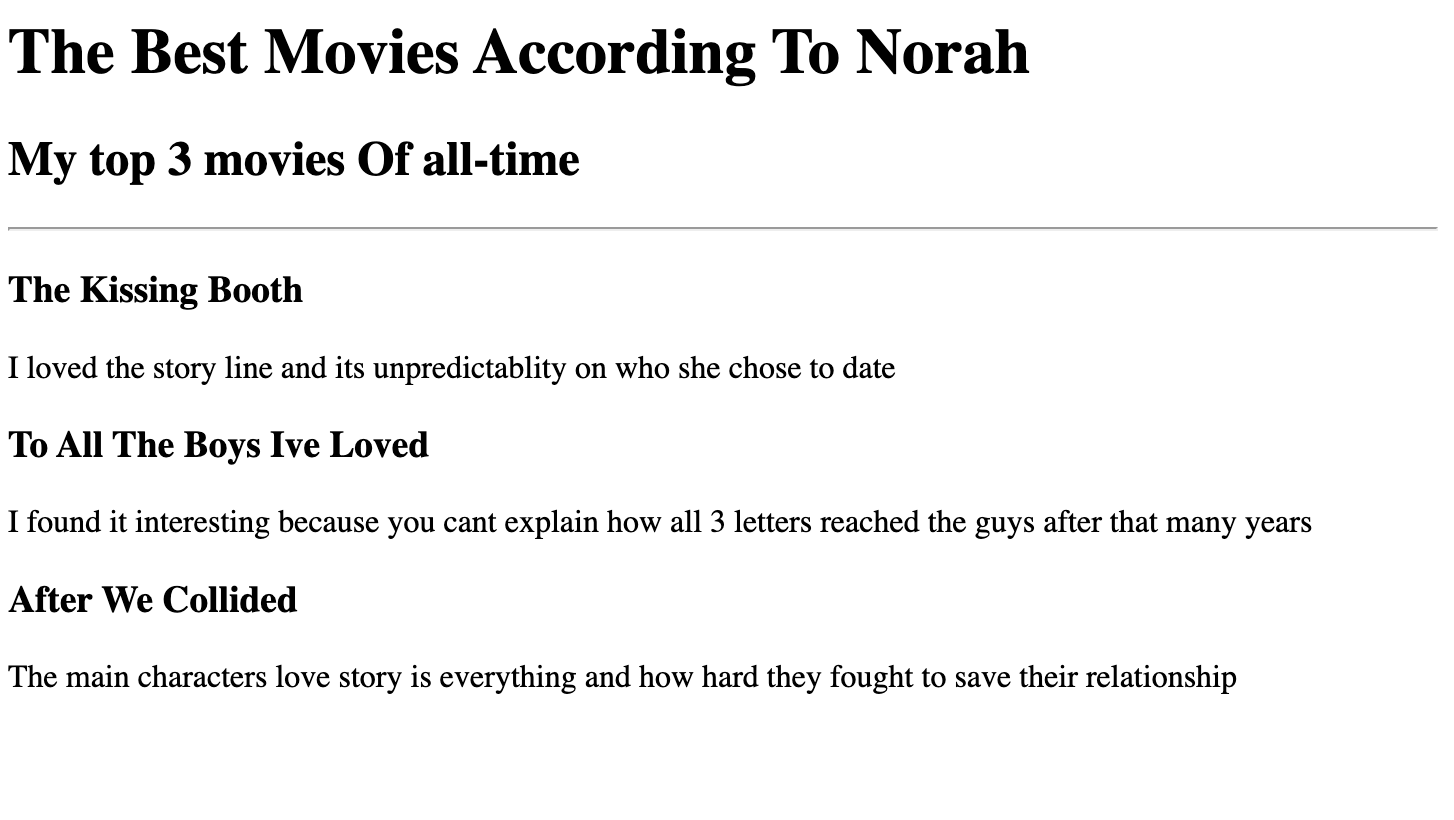 The Best Movies According To Norah
My top 3 movies Of all-time
The Kissing Booth
I loved the story line and its unpredictablity on who she chose to date
To All The Boys Ive Loved
I found it interesting because you cant explain how all 3 letters reached the guys after that many years
After We Collided
The main characters love story is everything and how hard they fought to save their relationship